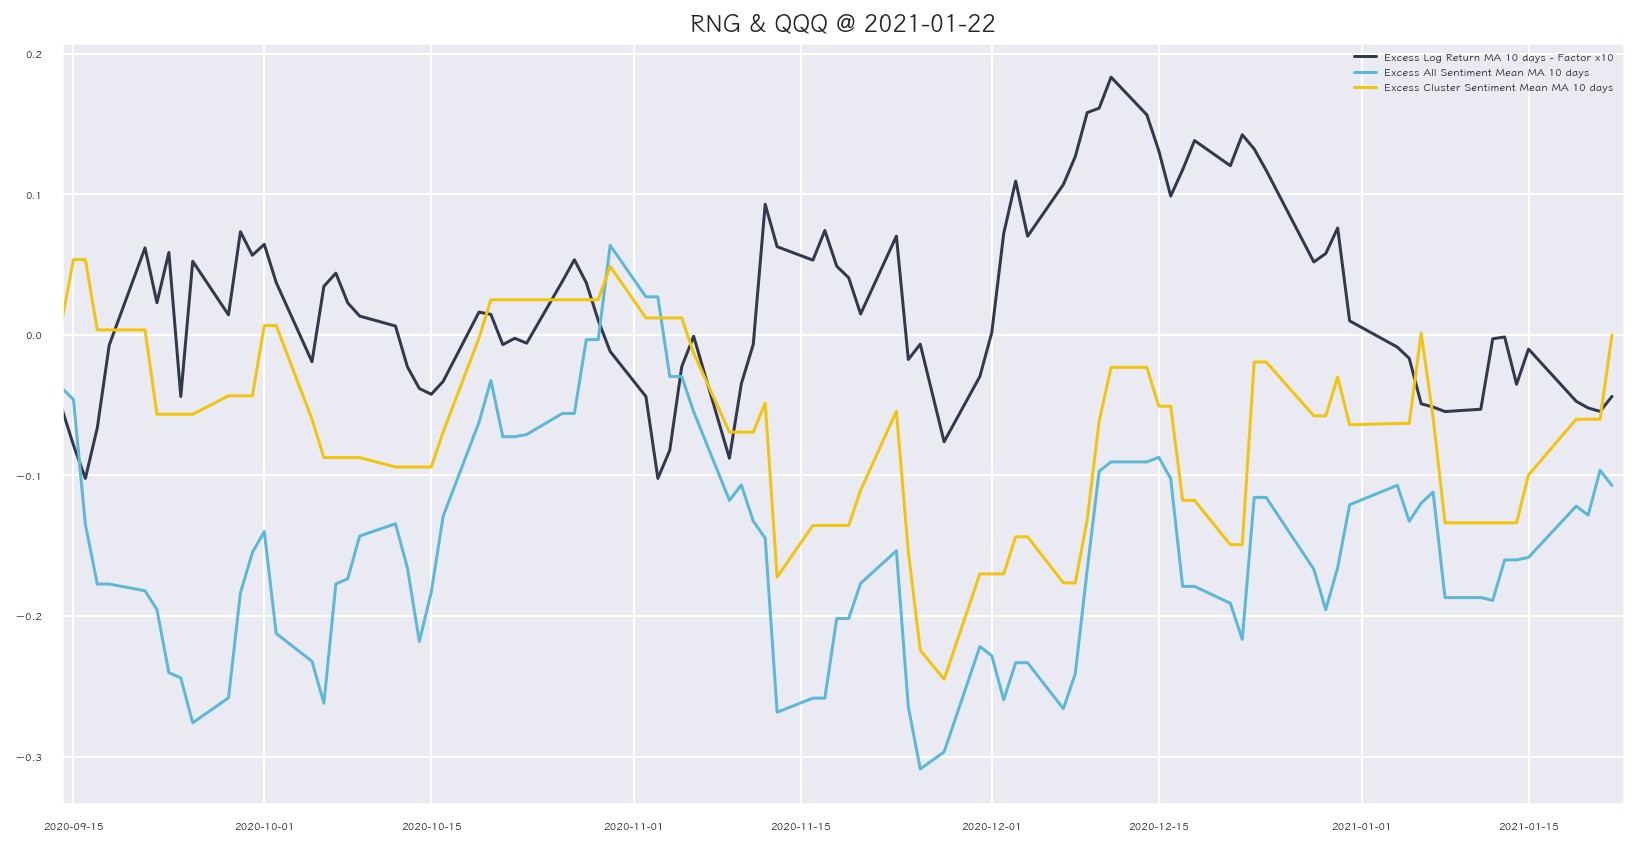 RNG & QQQ @ 2021-01-22
Excess Log Return MA 10 days - Factor x10
Excess All Sentiment Mean MA 10 days
Excess Cluster Sentiment Mean MA 10 days
0.2
0.1
0.0
−0.1
−0.2
−0.3
2020-09-15 2020-10-01 2020-10-15 2020-11-01 2020-11-15 2020-12-01 2020-12-15 2021-01-01 2021-01-15